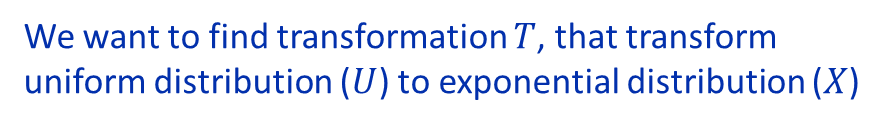 We want to find transformation T, that transform
uniform distribution (U) to exponential distribution (X)